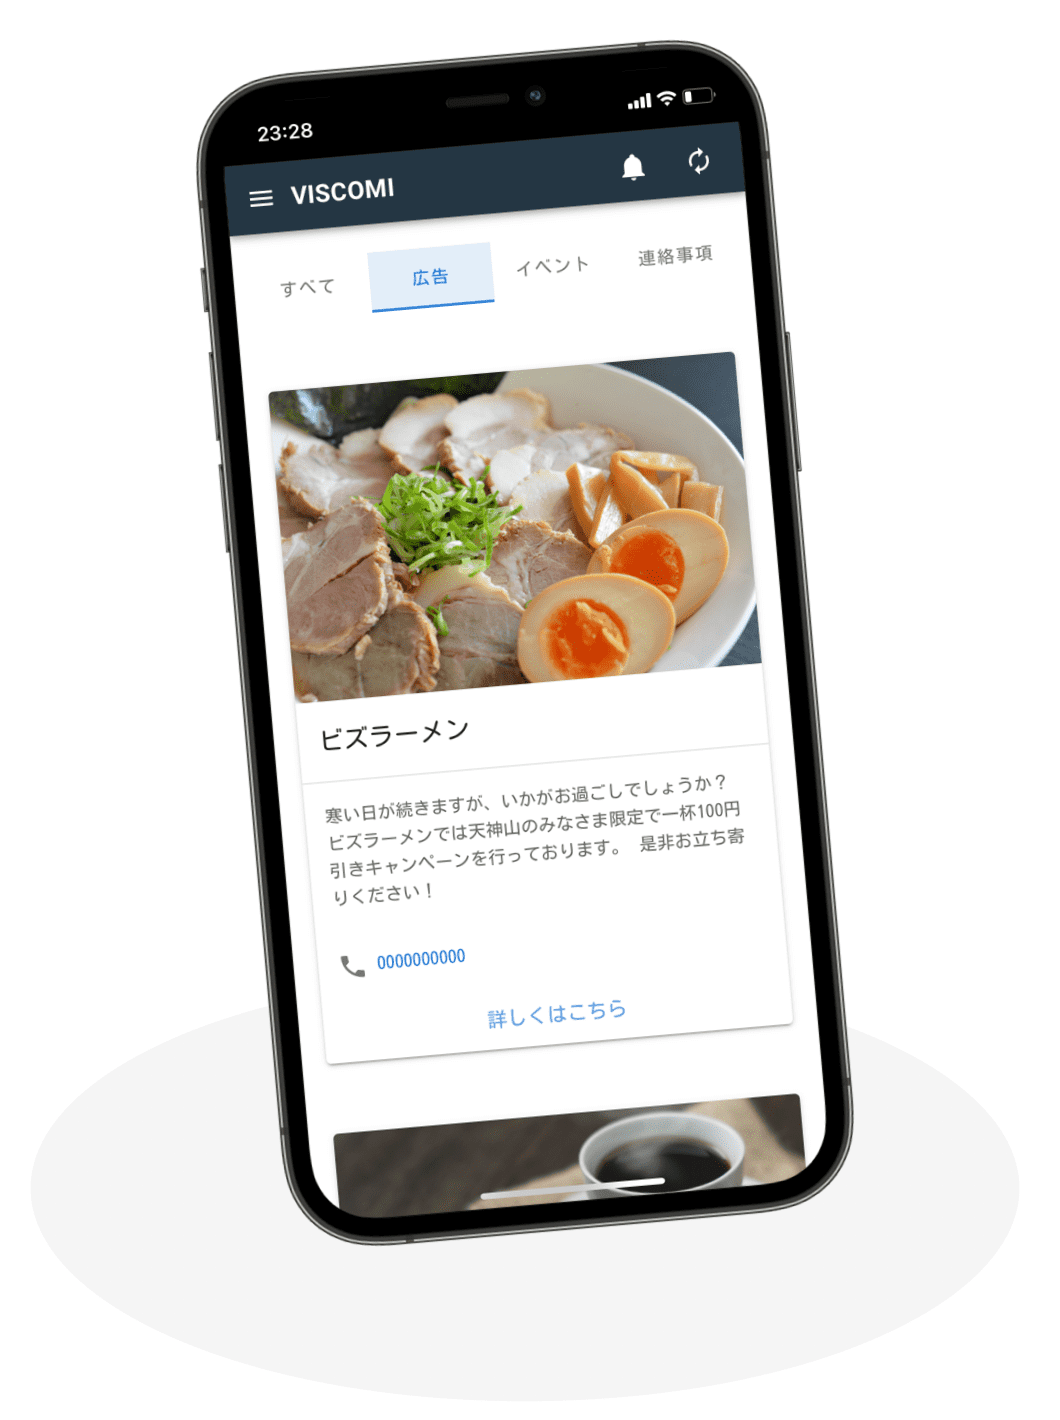 23:28
VISCOMI
すべて
広告
イベント
連絡事項
ビズラーメン
寒い日が続きますが、いかがお過ごしでしょうか？
ビズラーメンでは天神山のみなさま限定で一杯100円
引きキャンペーンを行っております。 是非お立ち寄
りください！
0000000000
詳しくはこちら